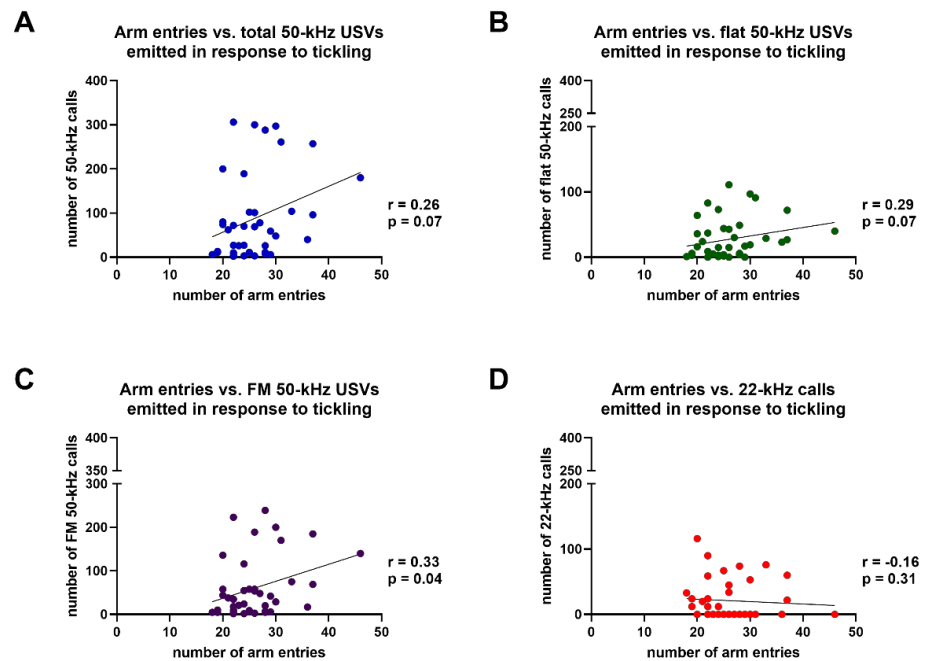 A
Arm entries vs. total 50-kHz USVs
emitted in response to tickling
number of 50-kHz calls
400
300
200
100
0
0 10 20 30 40 50
number of arm entries
r = 0.26
p = 0.07
B
Arm entries vs. flat 50-kHz USVs
emitted in response to tickling
number of flat 50-kHz calls
400
250
200
100
0
0 10 20 30 40 50
number of arm entries
r = 0.29
p = 0.07
C
Arm entries vs. FM 50-kHz USVs
emitted in response to tickling
number of FM 50-kHz calls
400
350
300
200
100
0
0 10 20 30 40 50
number of arm entries
r = 0.33
p = 0.04
D
Arm entries vs. 22-kHz calls
emitted in response to tickling
number of 22-kHz calls
400
250
200
100
0
0 10 20 30 40 50
number of arm entries
r = -0.16
p = 0.31